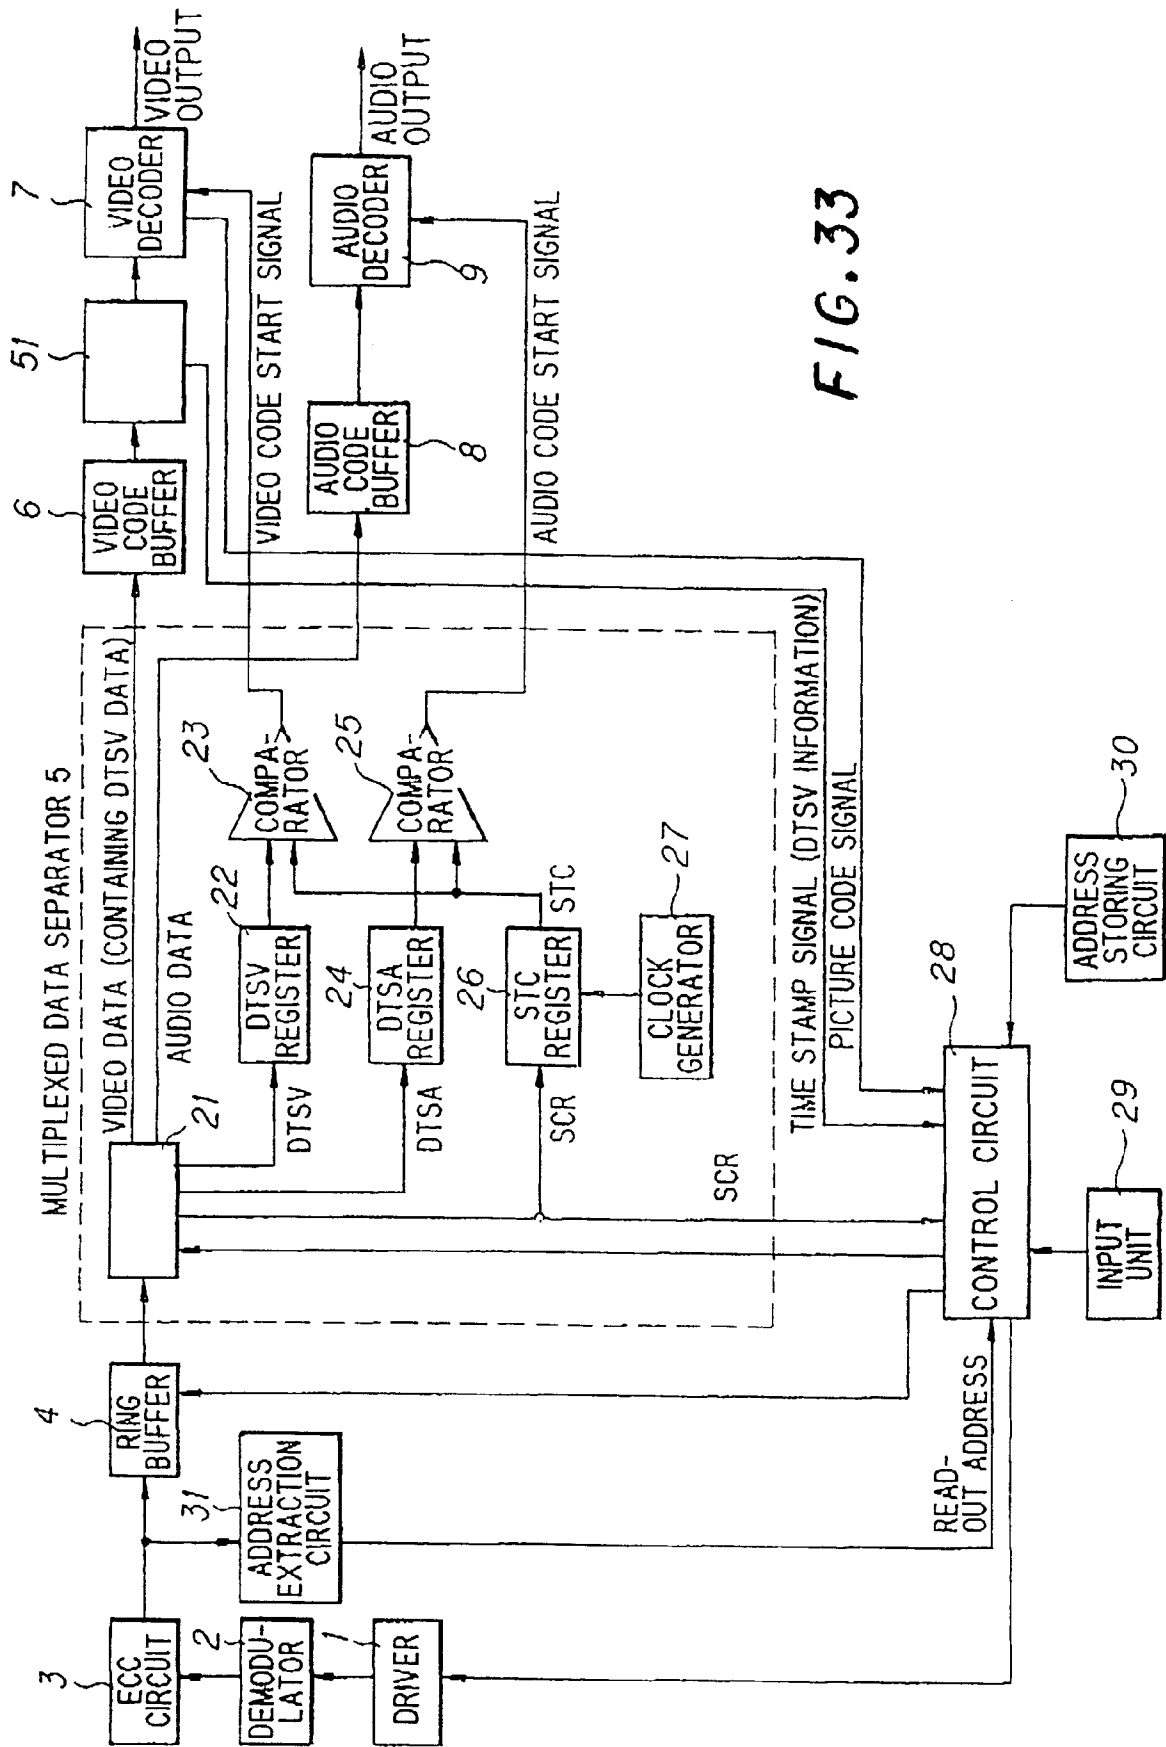 3
ECC
CIRCUIT
2
DEMODU-
LATOR
1
DRIVER
4
RING
BUFFER
31
ADDRESS
EXTRACTION
CIRCUIT
READ-
OUT ADDRESS
MULTIPLEXED DATA SEPARATOR 5
VIDEO DATA (CONTAINING DTSV DATA)
AUDIO DATA
21
DTSV
DTSA
SCR
SCR
22
DTSV
REGISTER
24
DTSA
REGISTER
26
STC
REGISTER
STC
27
CLOCK
GENERATOR
23
COMPA-
RATOR
25
COMPA-
RATOR
6
VIDEO
CODE
BUFFER
51
7
VIDEO
DECODER
VIDEO
OUTPUT
VIDEO CODE START SIGNAL
AUDIO
CODE
BUFFER
8
AUDIO
DECODER
9
AUDIO
OUTPUT
AUDIO CODE START SIGNAL
TIME STAMP SIGNAL (DTSV INFORMATION)
PICTURE CODE SIGNAL
28
CONTROL CIRCUIT
29
INPUT
UNIT
30
ADDRESS
STORING
CIRCUIT
FIG.33